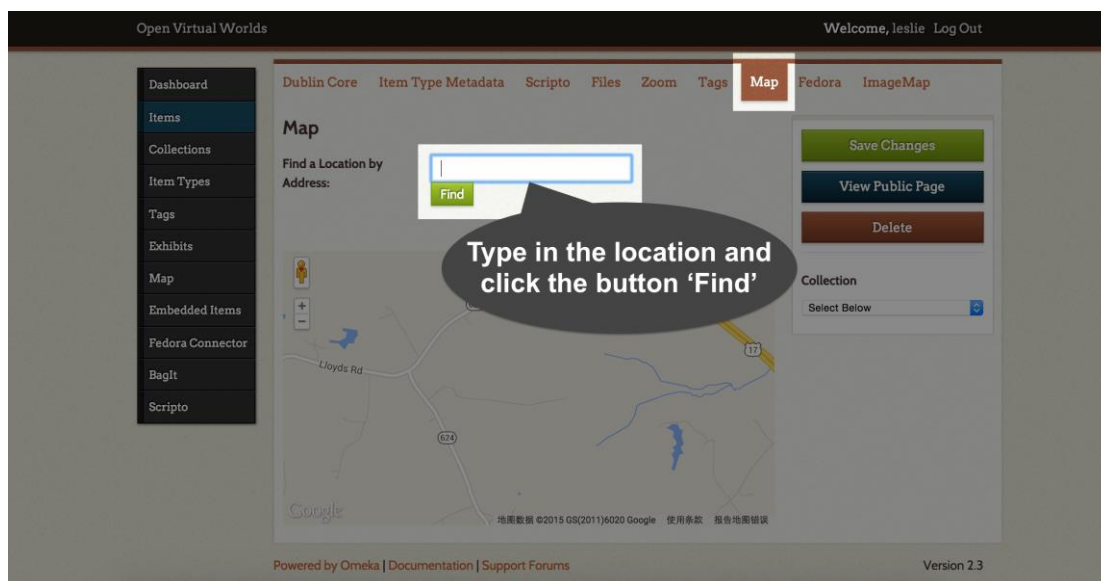 Open Virtual Worlds
Welcome, leslie Log Out
Dashboard
Items
Collections
Item Types
Tags
Exhibits
Map
Embedded Items
Fedora Connector
BagIt
Scripto
Dublin Core Item Type Metadata Scripto Files Zoom Tags Map Fedora ImageMap
Map
Find a Location by
Address:
Find
Type in the location and
click the button ‘Find’
Lloyds Rd
624
17
Google
地图数据 ©2015 GS(2011)6020 Google 使用条款 报告地图错误
Save Changes
View Public Page
Delete
Collection
Select Below
Powered by Omeka | Documentation | Support Forums
Version 2.3